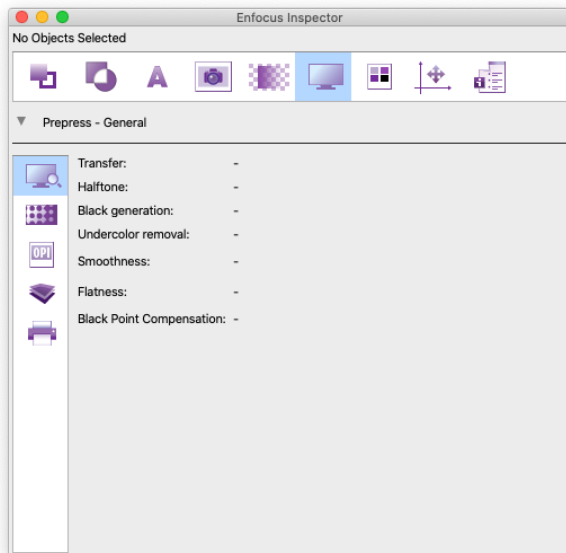 Enfocus Inspector
No Objects Selected
A
Prepress - General
Transfer: -
Halftone: -
Black generation: -
Undercolor removal: -
OPI
Smoothness: -
Flatness: -
Black Point Compensation: -